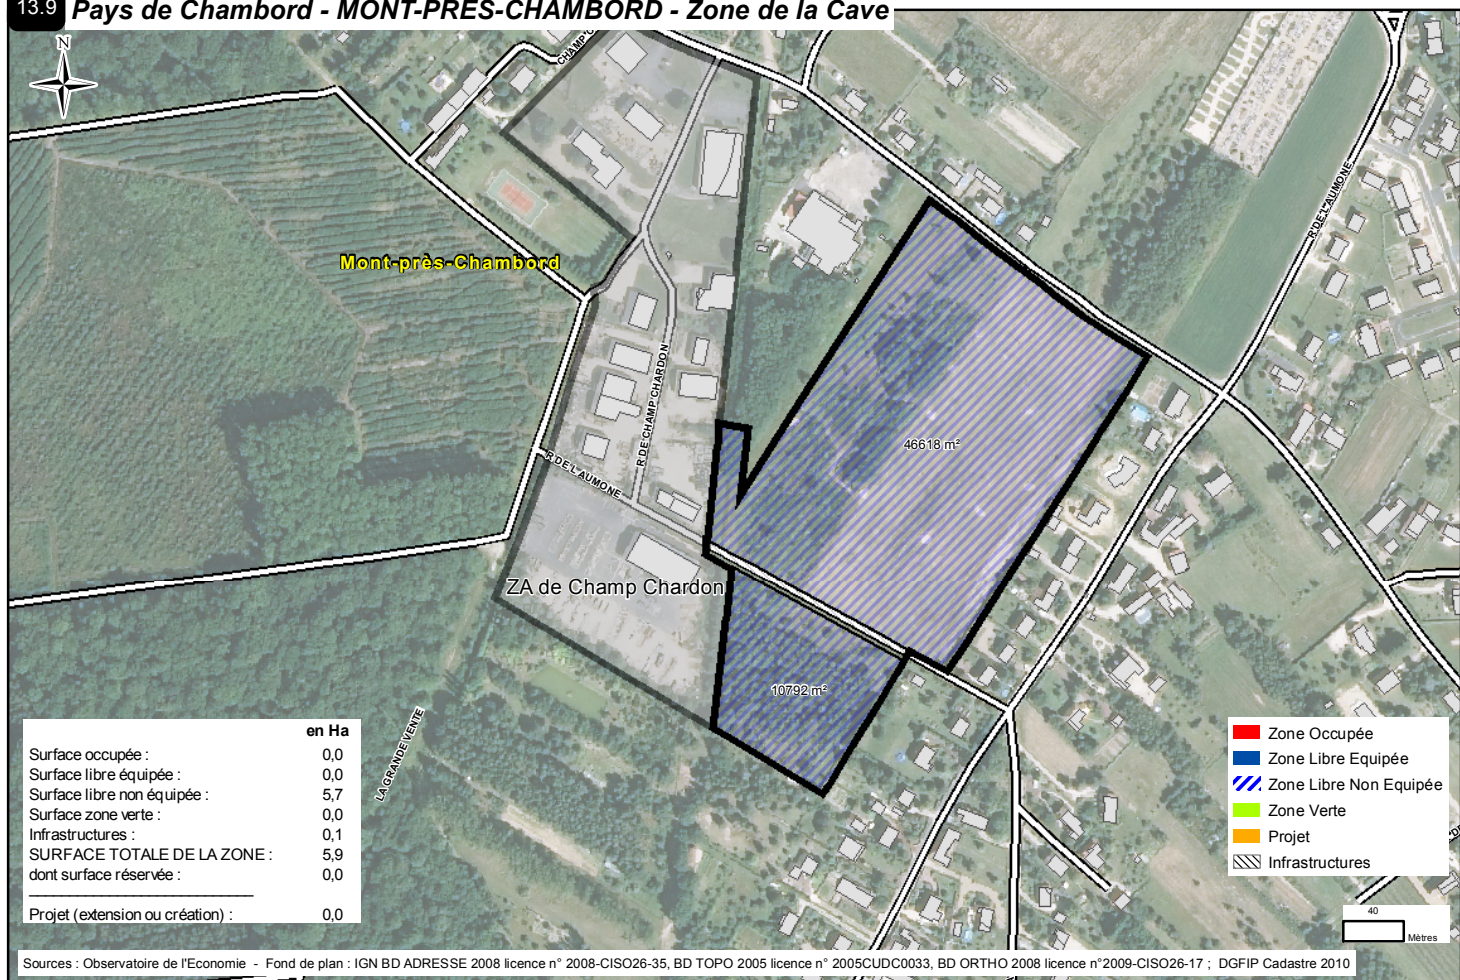 13.9 Pays de Chambord - MONT-PRES-CHAMBORD - Zone de la Cave
N
CHAMP C
R DE L'AUMONE
Mont-près-Chambord
R DE CHAMP CHARDON
46618 m²
R DE L'AUMONE
ZA de Champ Chardon
10792 m²
LA GRANDE VENTE
en Ha
Surface occupée : 0,0
Surface libre équipée : 0,0
Surface libre non équipée : 5,7
Surface zone verte : 0,0
Infrastructures : 0,1
SURFACE TOTALE DE LA ZONE : 5,9
dont surface réservée : 0,0
Projet (extension ou création) : 0,0
Zone Occupée
Zone Libre Equipée
Zone Libre Non Equipée
Zone Verte
Projet
Infrastructures
40
Mètres
Sources : Observatoire de l'Economie - Fond de plan : IGN BD ADRESSE 2008 licence n° 2008-CISO26-35, BD TOPO 2005 licence n° 2005CUDC0033, BD ORTHO 2008 licence n°2009-CISO26-17 ; DGFIP Cadastre 2010